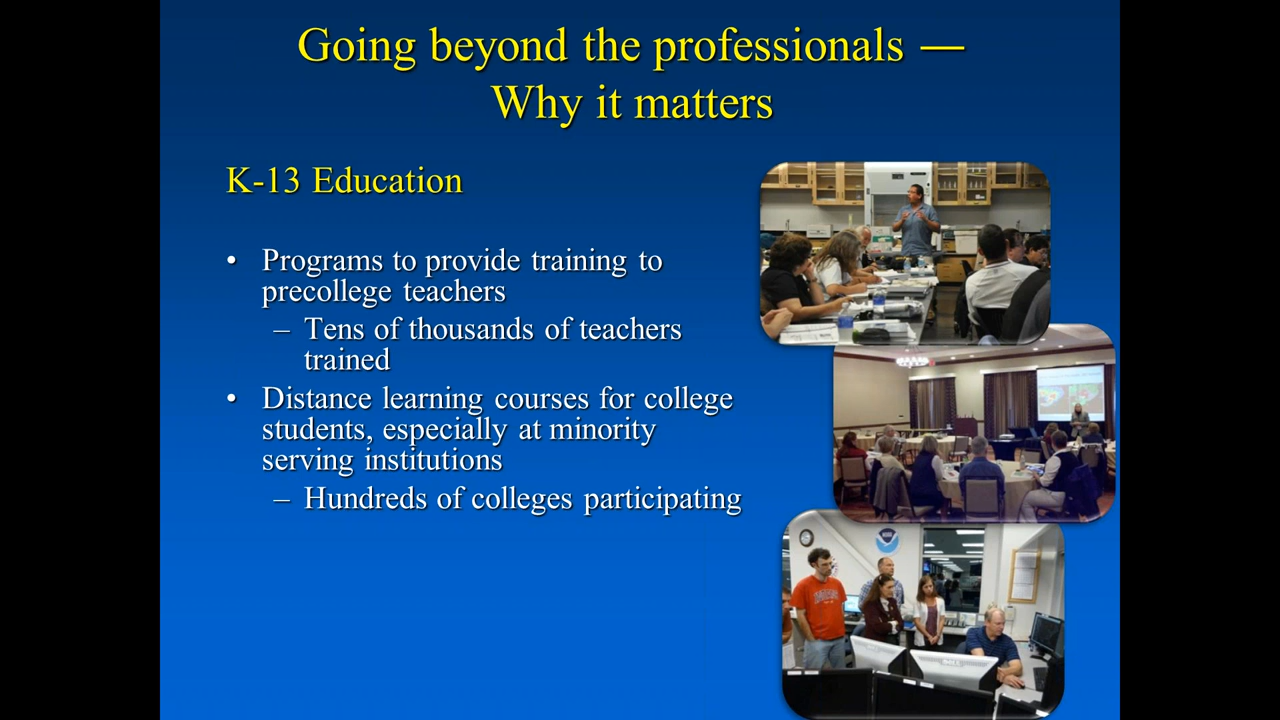 Going beyond the professionals —
Why it matters
K-13 Education
• Programs to provide training to
precollege teachers
– Tens of thousands of teachers
trained
• Distance learning courses for college
students, especially at minority
serving institutions
– Hundreds of colleges participating